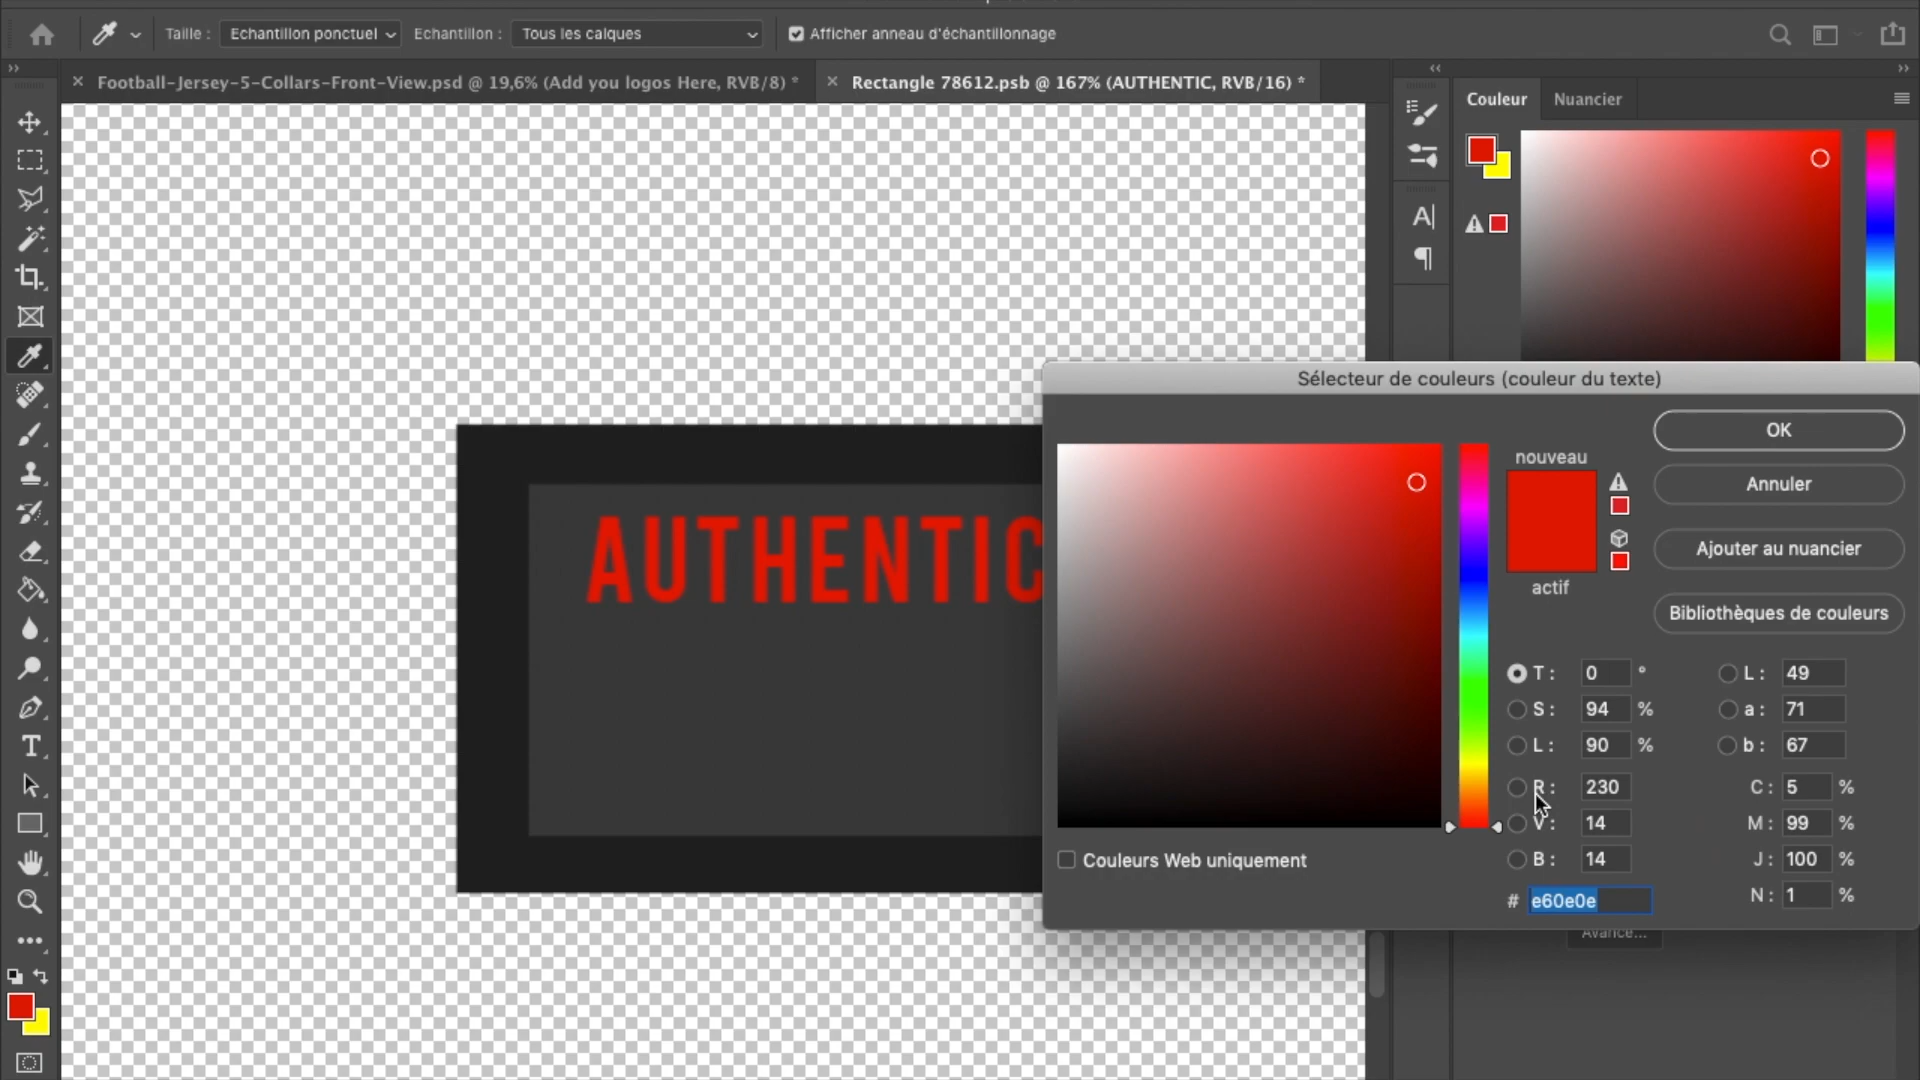 Taille : Echantillon ponctuel Echantillon : Tous les calques Afficher anneau d'échantillonnage
Football-Jersey-5-Collars-Front-View.psd @ 19,6% (Add you logos Here, RVB/8) *
Rectangle 78612.psb @ 167% (AUTHENTIC, RVB/16) *
Couleur Nuancier
Sélecteur de couleurs (couleur du texte)
AUTHENTIC
nouveau
actif
OK
Annuler
Ajouter au nuancier
Bibliothèques de couleurs
T : 0 ° L : 49
S : 94 % a : 71
L : 90 % b : 67
R : 230 C : 5 %
V : 14 M : 99 %
B : 14 J : 100 %
# e60e0e N : 1 %
Couleurs Web uniquement
Avancé...